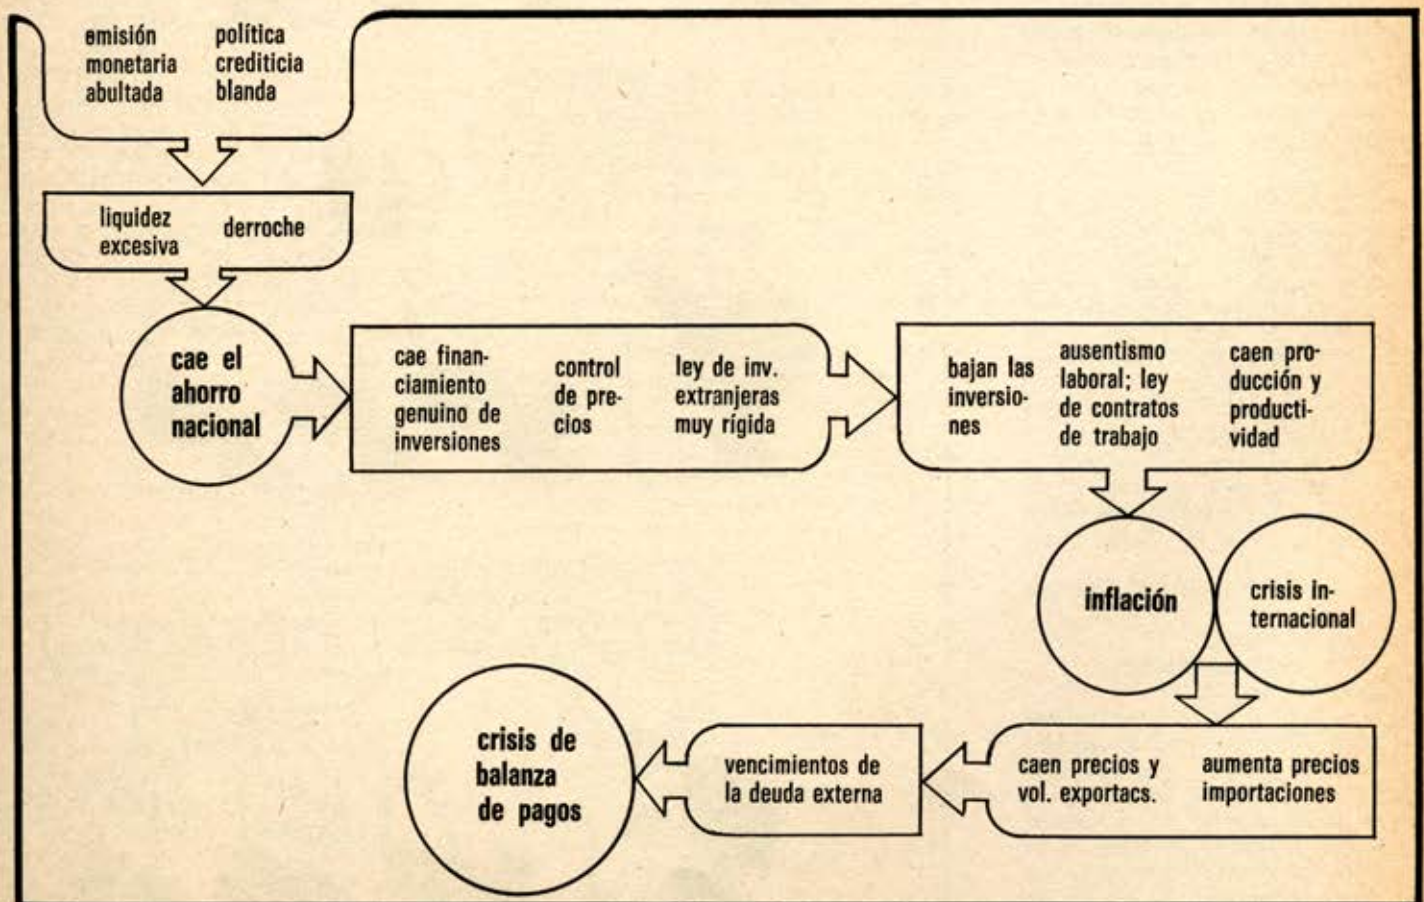 emisión
monetaria
abultada
política
crediticia
blanda
liquidez
excesiva
derroche
cae el
ahorro
nacional
cae finan-
ciamiento
genuino de
inversiones
control
de pre-
cios
ley de inv.
extranjeras
muy rígida
bajan las
inversio-
nes
ausentismo
laboral; ley
de contratos
de trabajo
caen pro-
ducción y
producti-
vidad
inflación
crisis in-
ternacional
caen precios y
vol. exportacs.
aumenta precios
importaciones
vencimientos de
la deuda externa
crisis de
balanza
de pagos